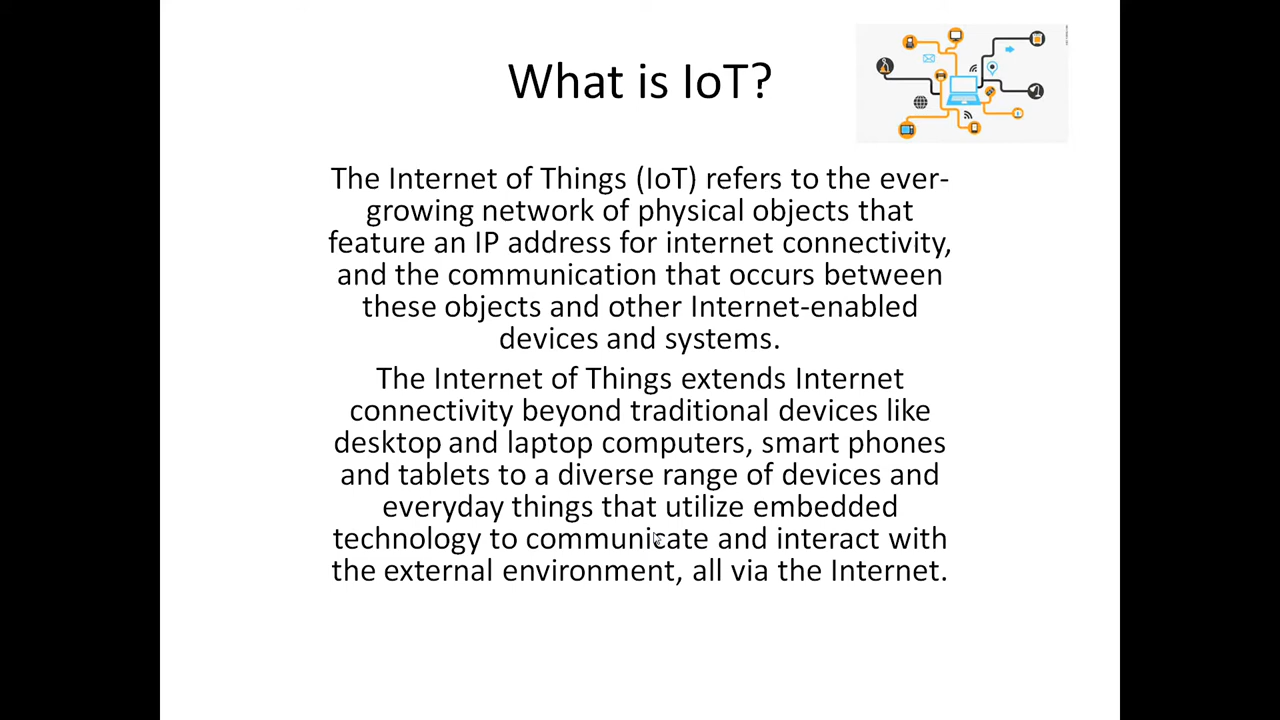 What is IoT?
The Internet of Things (IoT) refers to the ever-
growing network of physical objects that
feature an IP address for internet connectivity,
and the communication that occurs between
these objects and other Internet-enabled
devices and systems.
The Internet of Things extends Internet
connectivity beyond traditional devices like
desktop and laptop computers, smart phones
and tablets to a diverse range of devices and
everyday things that utilize embedded
technology to communicate and interact with
the external environment, all via the Internet.